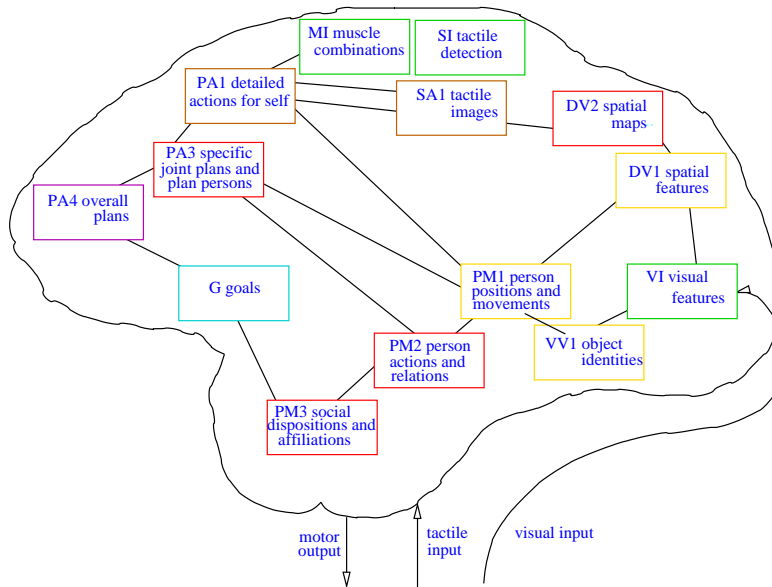 MI muscle
combinations
SI tactile
detection
PA1 detailed
actions for self
SA1 tactile
images
DV2 spatial
maps
PA3 specific
joint plans and
plan persons
DV1 spatial
features
PA4 overall
plans
G goals
PM1 person
positions and
movements
VI visual
features
VV1 object
identities
PM2 person
actions and
relations
PM3 social
dispositions and
affiliations
motor
output
tactile
input
visual input